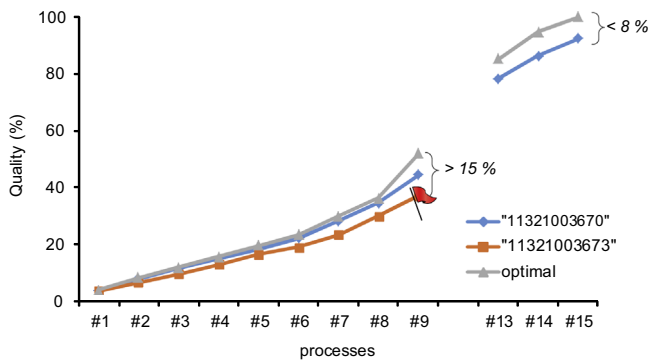 100
80
60
40
20
0
Quality (%)
< 8 %
> 15 %
"11321003670"
"11321003673"
optimal
#1 #2 #3 #4 #5 #6 #7 #8 #9 #13 #14 #15
processes